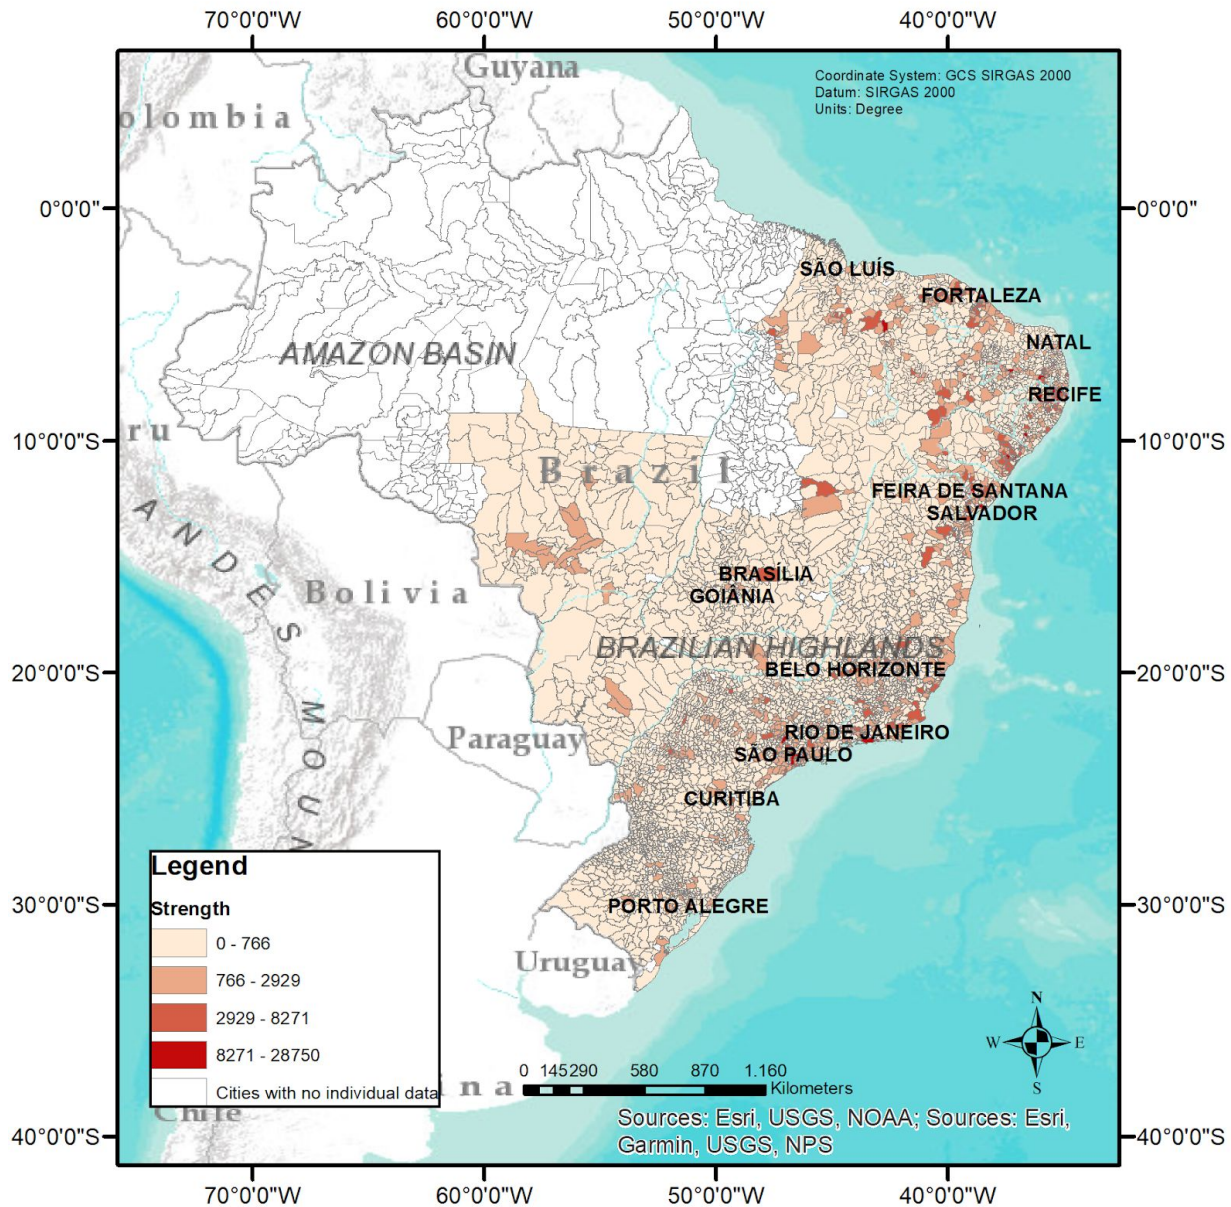 70°0'0"W 60°0'0"W 50°0'0"W 40°0'0"W
Guyana
Coordinate System: GCS SIRGAS 2000
Datum: SIRGAS 2000
Units: Degree
olombia
0°0'0" 0°0'0"
SÃO LUÍS
FORTALEZA
NATAL
AMAZON BASIN
RECIFE
ru
10°0'0"S 10°0'0"S
Brazil
FEIRA DE SANTANA
SALVADOR
ANDES
BRASÍLIA
Bolivia
GOIÂNIA
BRAZILIAN HIGHLANDS
20°0'0"S 20°0'0"S
BELO HORIZONTE
MOUN
Paraguay
RIO DE JANEIRO
SÃO PAULO
CURITIBA
Legend
Strength
30°0'0"S 30°0'0"S
PORTO ALEGRE
0 - 766
Uruguay
766 - 2929
2929 - 8271
N
W E
S
8271 - 28750
0 145 290 580 870 1.160
Kilometers
Cities with no individual data
ina
Chile
Sources: Esri, USGS, NOAA; Sources: Esri,
Garmin, USGS, NPS
40°0'0"S 40°0'0"S
70°0'0"W 60°0'0"W 50°0'0"W 40°0'0"W